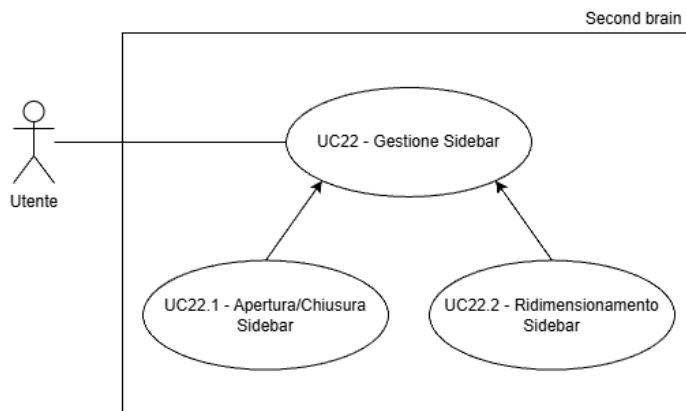 Second brain
UC22 - Gestione Sidebar
Utente
UC22.1 - Apertura/Chiusura
Sidebar
UC22.2 - Ridimensionamento
Sidebar